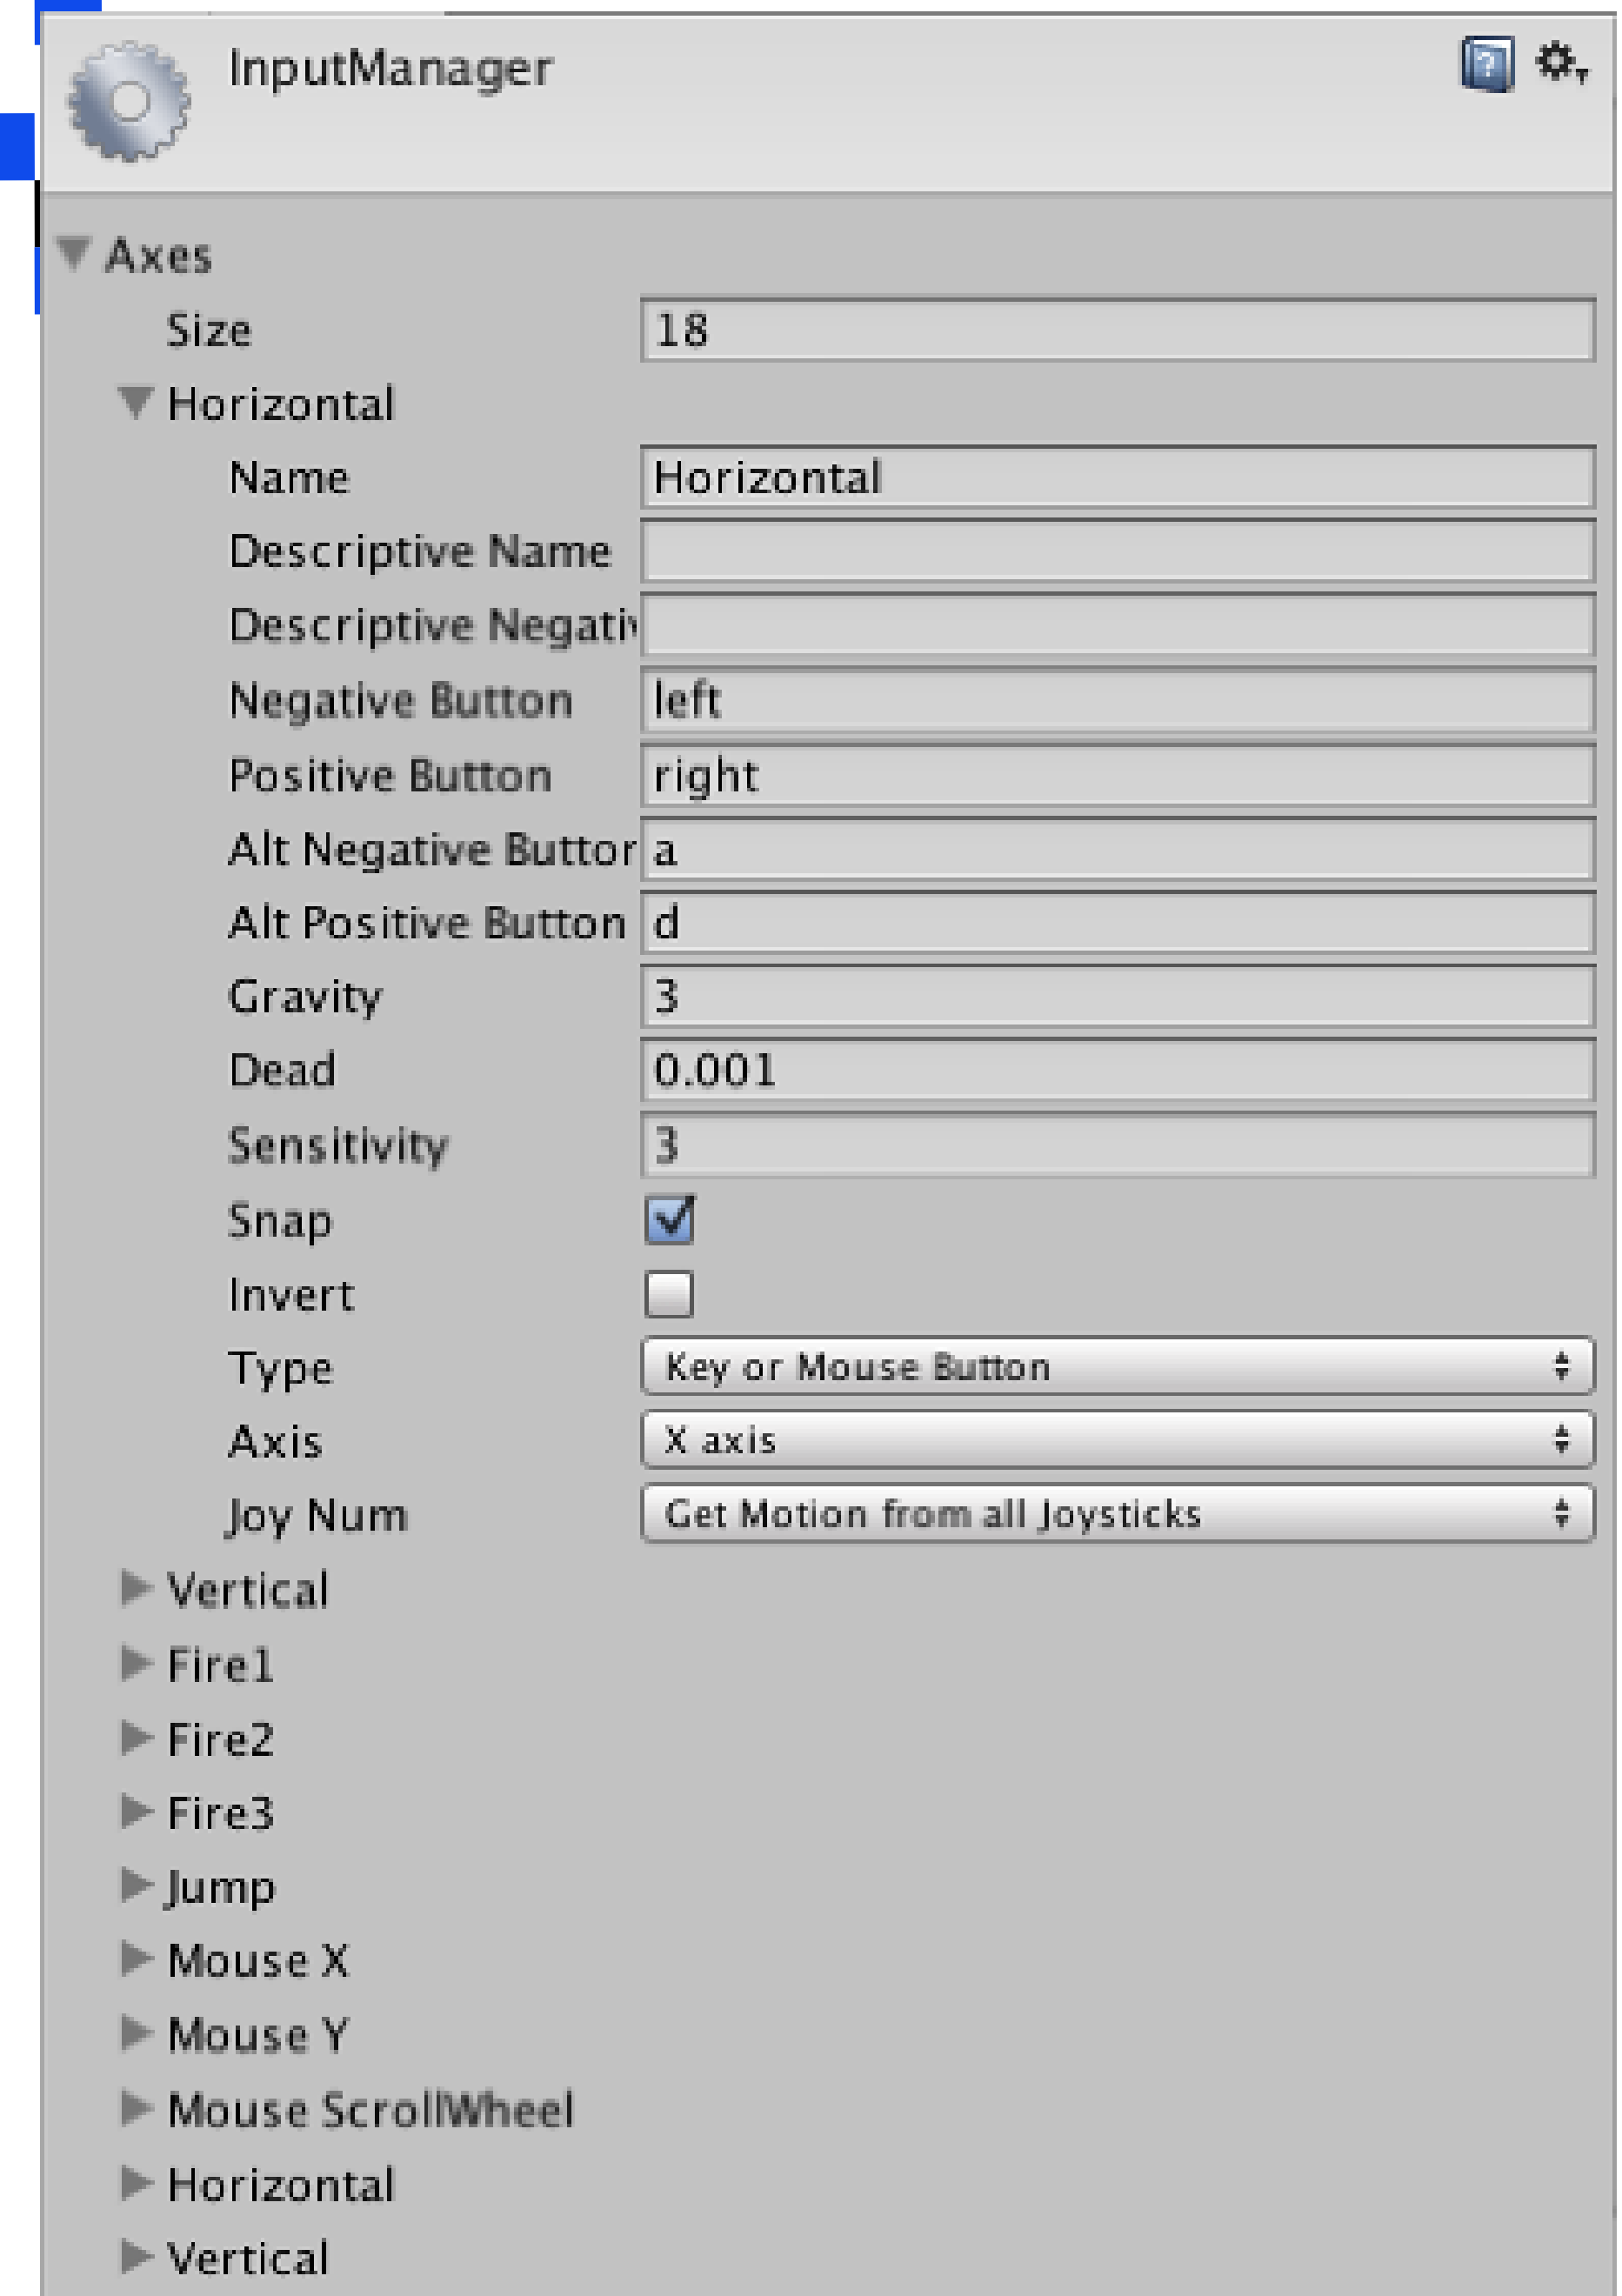 InputManager
Axes
Size 18
Horizontal
Name Horizontal
Descriptive Name
Descriptive Negativ
Negative Button left
Positive Button right
Alt Negative Button a
Alt Positive Button d
Gravity 3
Dead 0.001
Sensitivity 3
Snap
Invert
Type Key or Mouse Button
Axis X axis
Joy Num Get Motion from all Joysticks
Vertical
Fire1
Fire2
Fire3
Jump
Mouse X
Mouse Y
Mouse ScrollWheel
Horizontal
Vertical